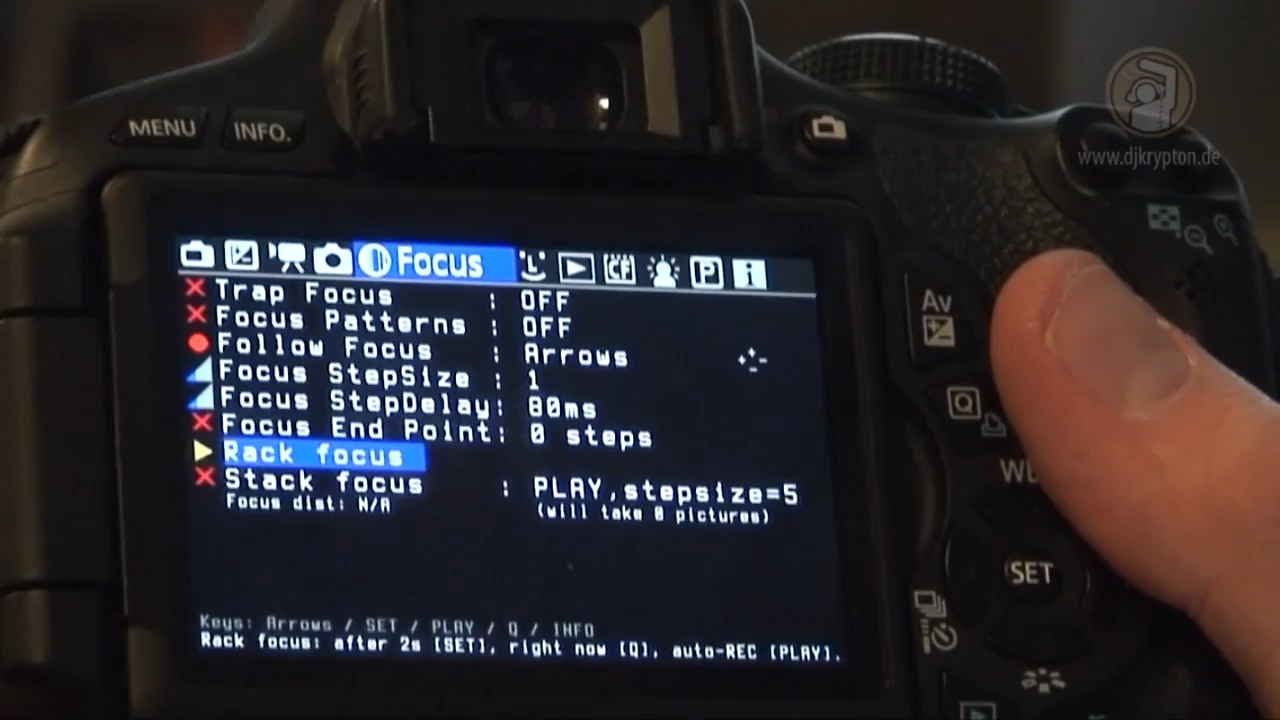 www.djkrypton.de
MENU
INFO.
Focus
L
CF
P
i
Trap Focus : OFF
Focus Patterns : OFF
Follow Focus : Arrows
Focus StepSize : 1
Focus StepDelay: 80ms
Focus End Point: 0 steps
Rack focus
Stack focus : PLAY,stepsize=5
Focus dist: N/A (will take 0 pictures)
Keys: Arrows / SET / PLAY / Q / INFO
Rack focus: after 2s [SET], right now [Q], auto-REC [PLAY].
Av
Q
SET